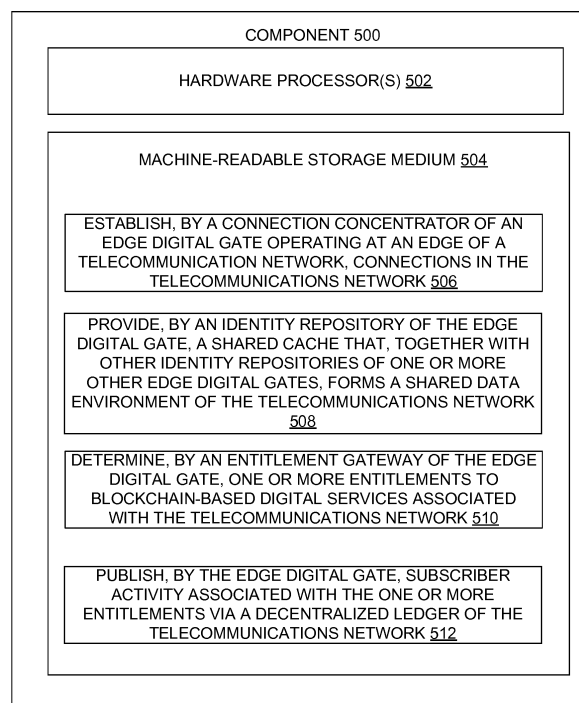 COMPONENT 500
HARDWARE PROCESSOR(S) 502
MACHINE-READABLE STORAGE MEDIUM 504
ESTABLISH, BY A CONNECTION CONCENTRATOR OF AN
EDGE DIGITAL GATE OPERATING AT AN EDGE OF A
TELECOMMUNICATION NETWORK, CONNECTIONS IN THE
TELECOMMUNICATIONS NETWORK 506
PROVIDE, BY AN IDENTITY REPOSITORY OF THE EDGE
DIGITAL GATE, A SHARED CACHE THAT, TOGETHER WITH
OTHER IDENTITY REPOSITORIES OF ONE OR MORE
OTHER EDGE DIGITAL GATES, FORMS A SHARED DATA
ENVIRONMENT OF THE TELECOMMUNICATIONS NETWORK
508
DETERMINE, BY AN ENTITLEMENT GATEWAY OF THE EDGE
DIGITAL GATE, ONE OR MORE ENTITLEMENTS TO
BLOCKCHAIN-BASED DIGITAL SERVICES ASSOCIATED
WITH THE TELECOMMUNICATIONS NETWORK 510
PUBLISH, BY THE EDGE DIGITAL GATE, SUBSCRIBER
ACTIVITY ASSOCIATED WITH THE ONE OR MORE
ENTITLEMENTS VIA A DECENTRALIZED LEDGER OF THE
TELECOMMUNICATIONS NETWORK 512